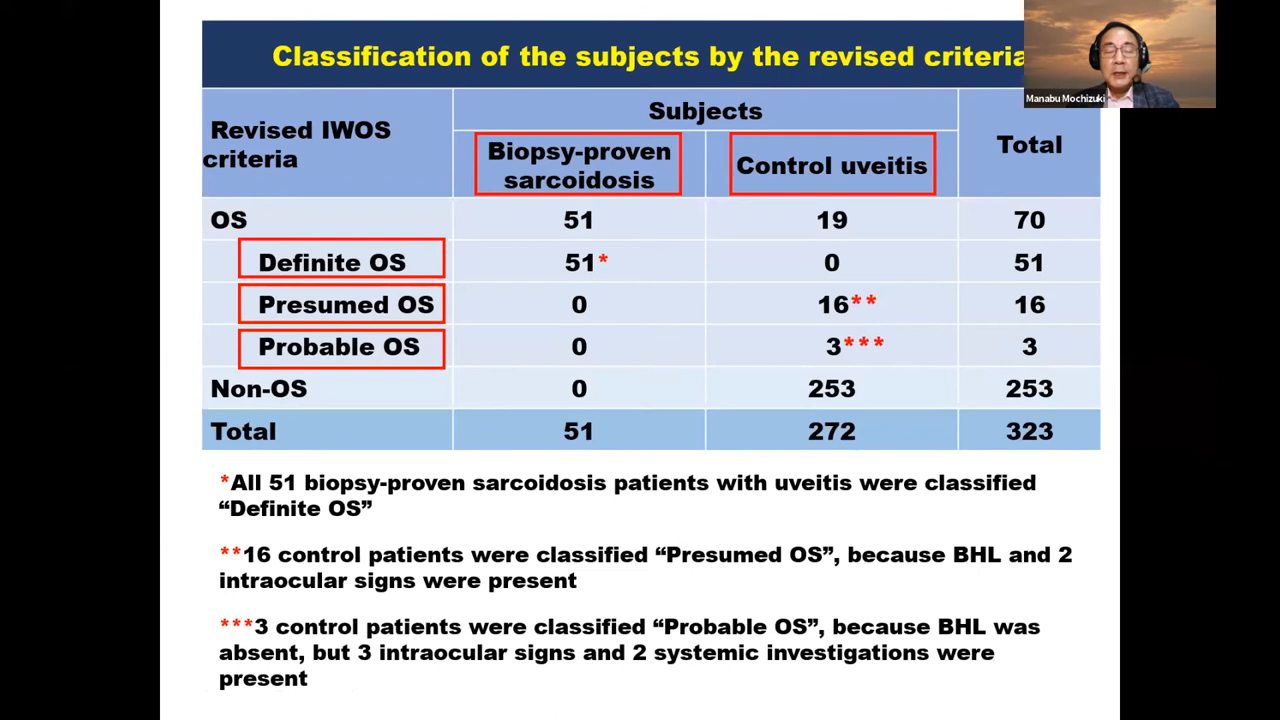 Classification of the subjects by the revised criteria
Manabu Mochizuki
Revised IWOS
criteria
Subjects
Total
Biopsy-proven
sarcoidosis
Control uveitis
OS 51 19 70
Definite OS 51* 0 51
Presumed OS 0 16** 16
Probable OS 0 3*** 3
Non-OS 0 253 253
Total 51 272 323
*All 51 biopsy-proven sarcoidosis patients with uveitis were classified
“Definite OS”
**16 control patients were classified “Presumed OS”, because BHL and 2
intraocular signs were present
***3 control patients were classified “Probable OS”, because BHL was
absent, but 3 intraocular signs and 2 systemic investigations were
present